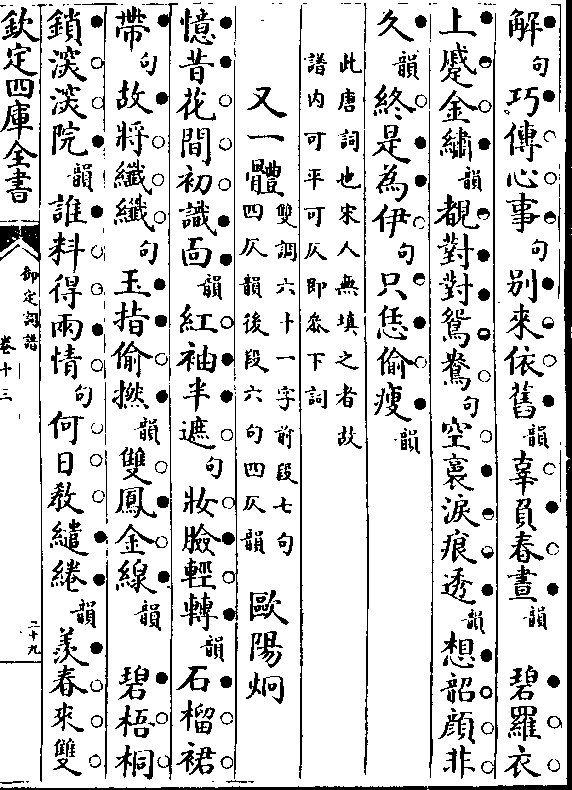 解句巧傳心事句别來依舊韻辜負春晝韻　碧羅衣
上蹙金繡韻覩對對鴛鴦句空裛淚痕透韻想韶顔非
久韻終是為伊句只恁偷瘦韻
此唐詞也宋人無填之者故
譜内可平可仄即叅下詞
又一體雙調六十一字前段七句
四仄韻後段六句四仄韻　歐陽炯
憶昔花間初識面韻紅袖半遮句妝臉輕轉韻石榴裙
帶句故將纖纖句玉指偷撚韻雙鳳金線韻　碧梧桐
鎖深深院韻誰料得兩情句何日敎繾綣韻羨春來雙
欽定四庫全書
御定詞譜
卷十三
二十九